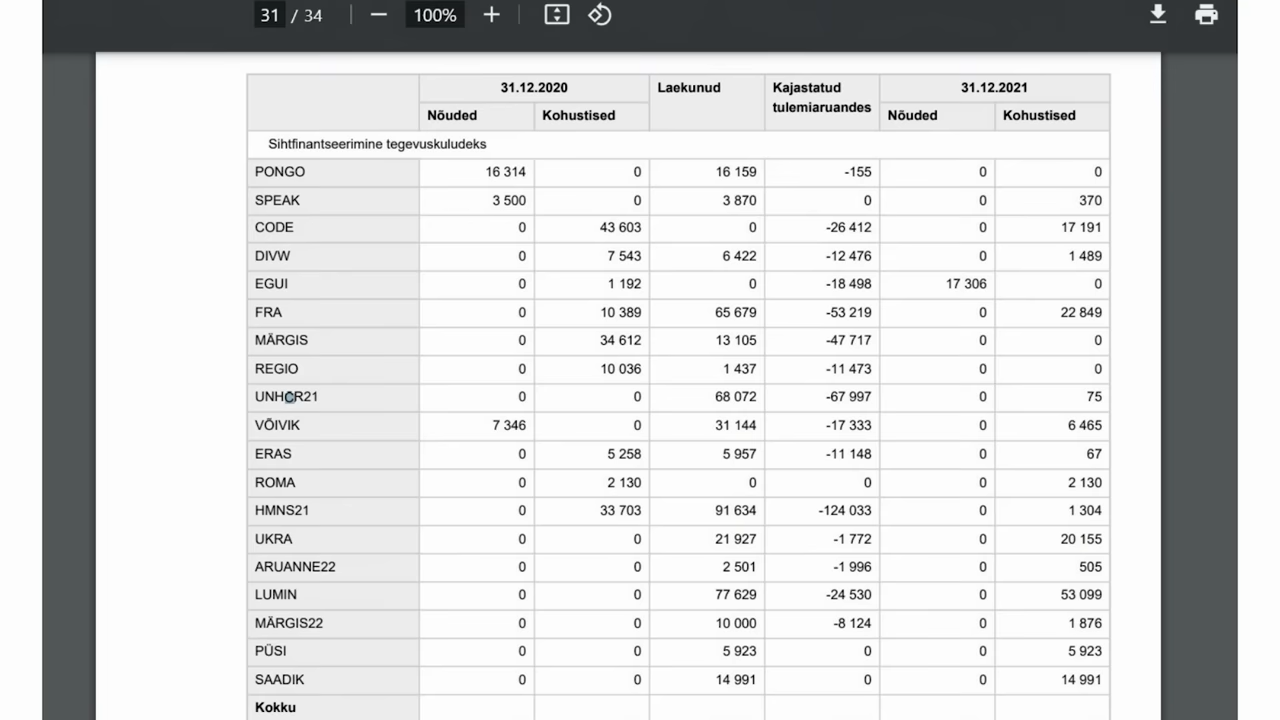 31 / 34 100%
31.12.2020 Laekunud Kajastatud tulemiaruandes 31.12.2021
Nõuded Kohustised Nõuded Kohustised
Sihtfinantseerimine tegevuskuludeks
PONGO 16 314 0 16 159 -155 0 0
SPEAK 3 500 0 3 870 0 0 370
CODE 0 43 603 0 -26 412 0 17 191
DIVW 0 7 543 6 422 -12 476 0 1 489
EGUI 0 1 192 0 -18 498 17 306 0
FRA 0 10 389 65 679 -53 219 0 22 849
MÄRGIS 0 34 612 13 105 -47 717 0 0
REGIO 0 10 036 1 437 -11 473 0 0
UNHCR21 0 0 68 072 -67 997 0 75
VÕIVIK 7 346 0 31 144 -17 333 0 6 465
ERAS 0 5 258 5 957 -11 148 0 67
ROMA 0 2 130 0 0 0 2 130
HMNS21 0 33 703 91 634 -124 033 0 1 304
UKRA 0 0 21 927 -1 772 0 20 155
ARUANNE22 0 0 2 501 -1 996 0 505
LUMIN 0 0 77 629 -24 530 0 53 099
MÄRGIS22 0 0 10 000 -8 124 0 1 876
PÜSI 0 0 5 923 0 0 5 923
SAADIK 0 0 14 991 0 0 14 991
Kokku